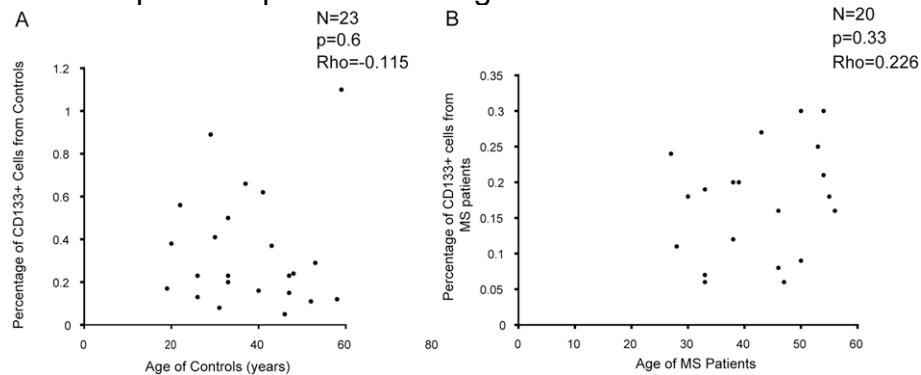 A
N=23
p=0.6
Rho=-0.115
Percentage of CD133+ Cells from Controls
1.2
1
0.8
0.6
0.4
0.2
0
0 20 40 60 80
Age of Controls (years)
B
N=20
p=0.33
Rho=0.226
Percentage of CD133+ cells from
MS patients
0.35
0.3
0.25
0.2
0.15
0.1
0.05
0
0 10 20 30 40 50 60
Age of MS Patients